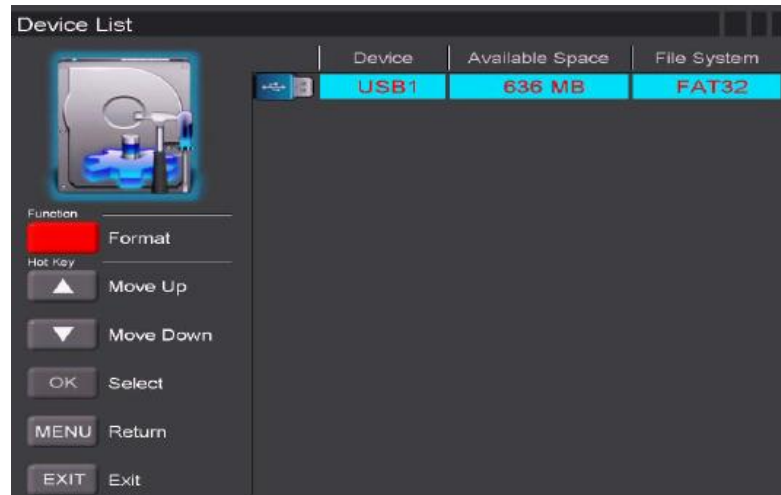 Device List
Device Available Space File System
USB1 636 MB FAT32
Function
Format
Hot Key
Move Up
Move Down
OK Select
MENU Return
EXIT Exit